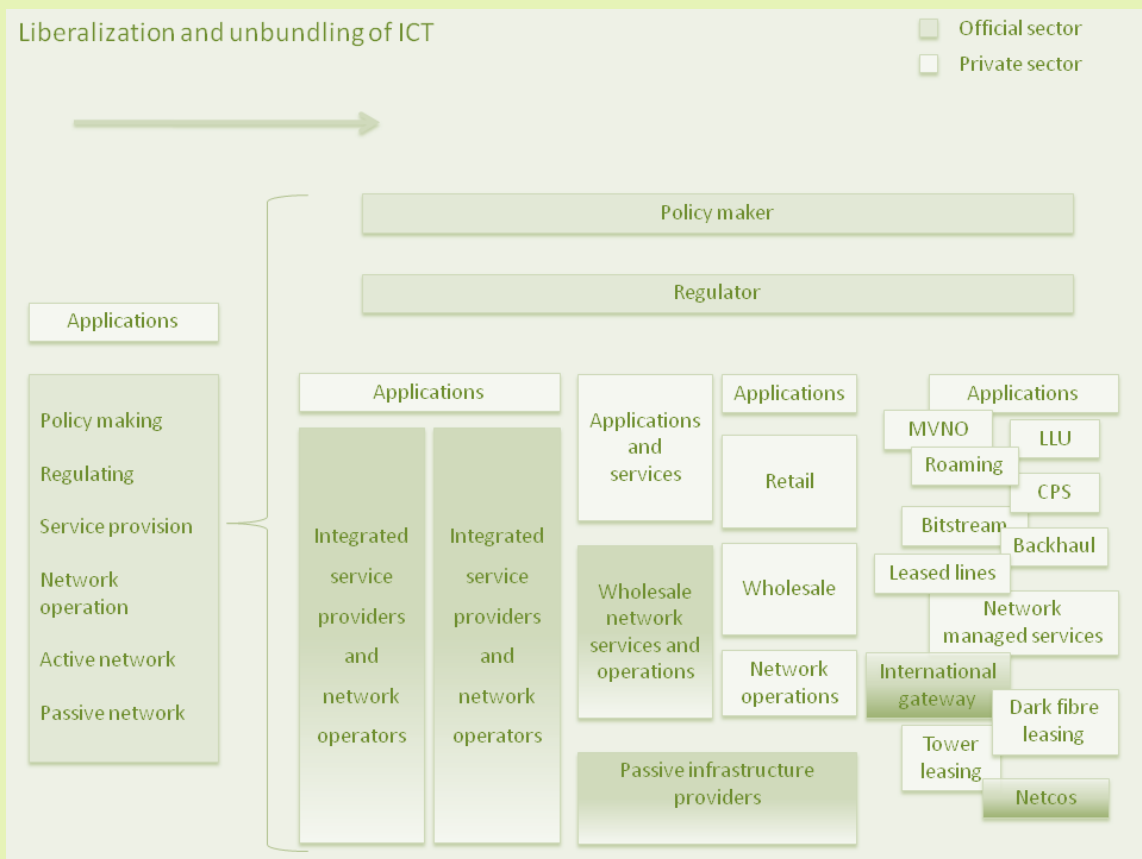 Liberalization and unbundling of ICT
Official sector
Private sector
Policy maker
Regulator
Applications
Policy making
Regulating
Service provision
Network
operation
Active network
Passive network
Applications
Integrated
service
providers
and
network
operators
Integrated
service
providers
and
network
operators
Applications
and
services
Wholesale
network
services and
operations
Passive infrastructure
providers
Applications
Retail
Wholesale
Network
operations
Applications
MVNO
LLU
Roaming
CPS
Bitstream
Backhaul
Leased lines
Network
managed services
International
gateway
Dark fibre
leasing
Tower
leasing
Netcos